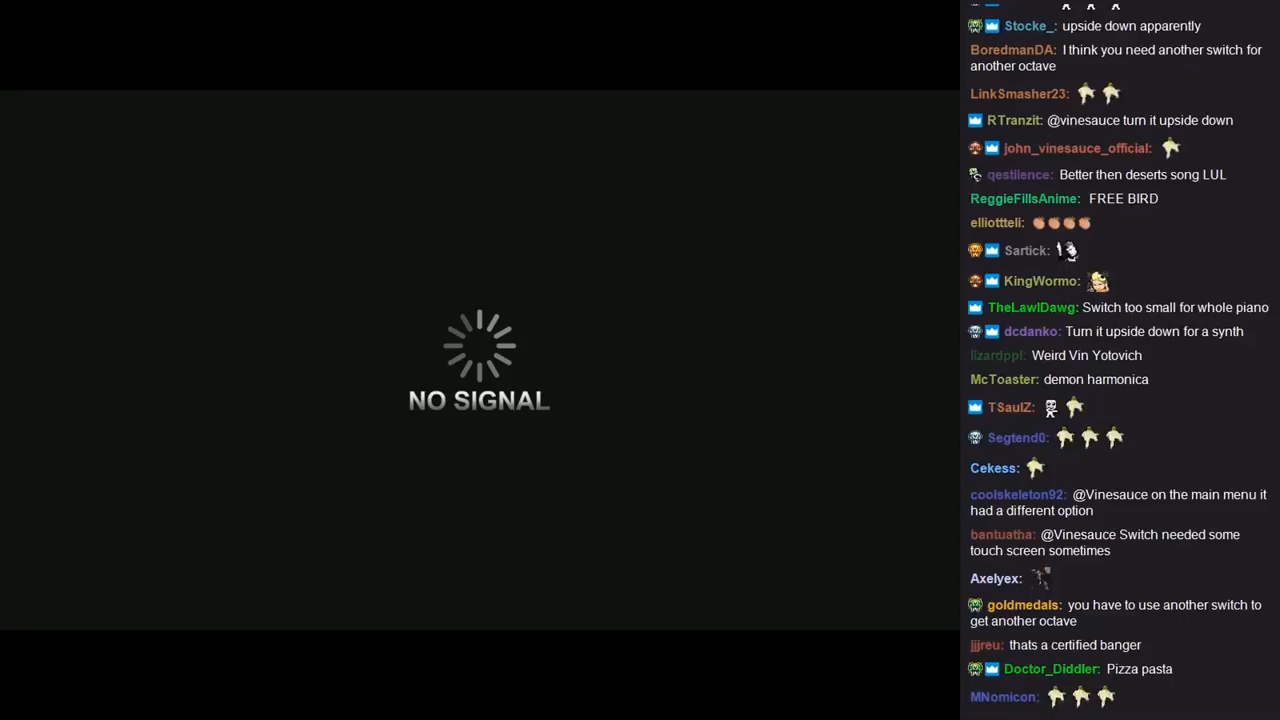 NO SIGNAL
Stocke_: upside down apparently
BoredmanDA: I think you need another switch for
another octave
LinkSmasher23:
RTranzit: @vinesauce turn it upside down
john_vinesauce_official:
qestilence: Better then deserts song LUL
ReggieFillsAnime: FREE BIRD
elliottteli:
Sartick:
KingWormo:
TheLawlDawg: Switch too small for whole piano
dcdanko: Turn it upside down for a synth
lizardppl: Weird Vin Yotovich
McToaster: demon harmonica
TSaulZ:
Segtend0:
Cekess:
coolskeleton92: @Vinesauce on the main menu it
had a different option
bantuatha: @Vinesauce Switch needed some
touch screen sometimes
Axelyex:
goldmedals: you have to use another switch to
get another octave
jjjreu: thats a certified banger
Doctor_Diddler: Pizza pasta
MNomicon: